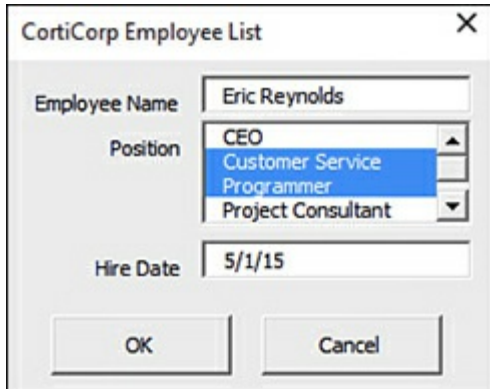 CortiCorp Employee List
Employee Name Eric Reynolds
Position CEO
Customer Service
Programmer
Project Consultant
Hire Date 5/1/15
OK Cancel